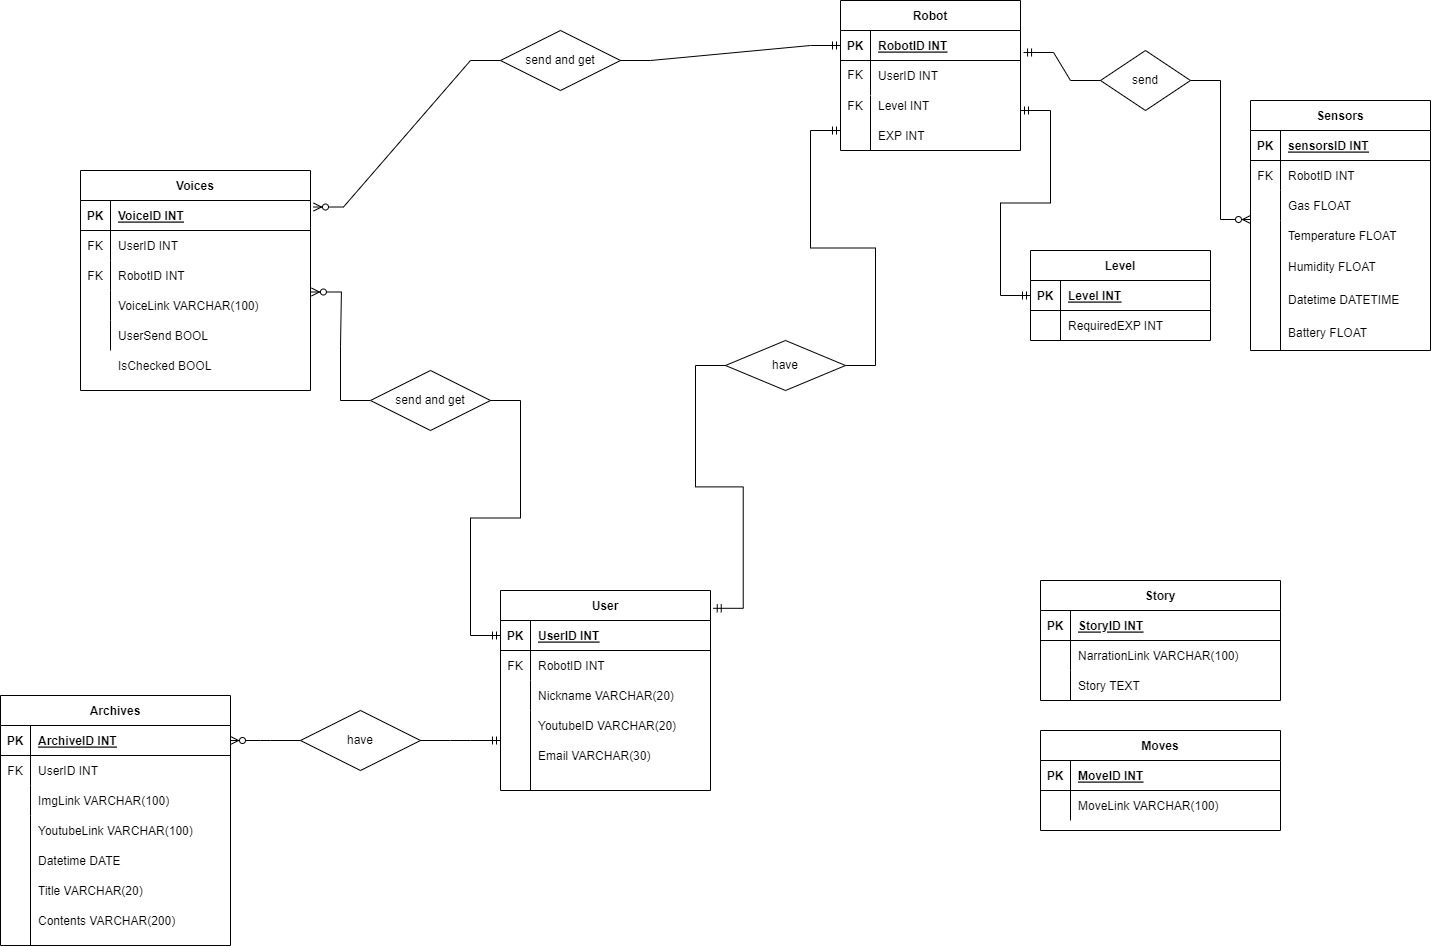 Robot
PK RobotID INT
FK UserID INT
FK Level INT
EXP INT
send and get
send
Sensors
PK sensorsID INT
FK RobotID INT
Gas FLOAT
Temperature FLOAT
Humidity FLOAT
Datetime DATETIME
Battery FLOAT
Voices
PK VoiceID INT
FK UserID INT
FK RobotID INT
VoiceLink VARCHAR(100)
UserSend BOOL
IsChecked BOOL
Level
PK Level INT
RequiredEXP INT
have
send and get
User
PK UserID INT
FK RobotID INT
Nickname VARCHAR(20)
YoutubeID VARCHAR(20)
Email VARCHAR(30)
Story
PK StoryID INT
NarrationLink VARCHAR(100)
Story TEXT
Archives
PK ArchiveID INT
FK UserID INT
ImgLink VARCHAR(100)
YoutubeLink VARCHAR(100)
Datetime DATE
Title VARCHAR(20)
Contents VARCHAR(200)
have
Moves
PK MoveID INT
MoveLink VARCHAR(100)